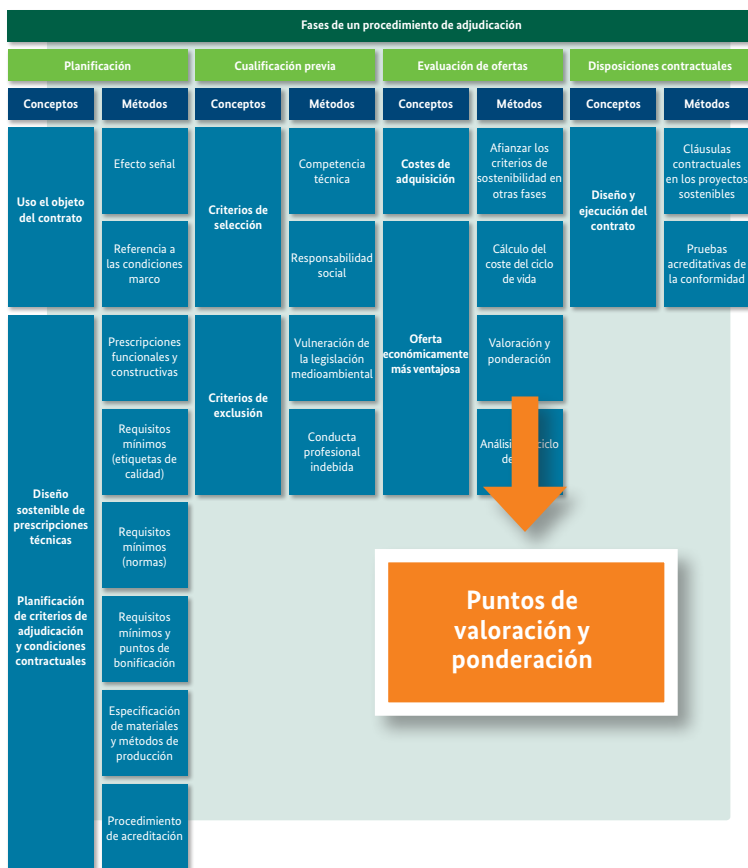 Fases de un procedimiento de adjudicación
Planificación
Cualificación previa
Evaluación de ofertas
Disposiciones contractuales
Conceptos
Métodos
Conceptos
Métodos
Conceptos
Métodos
Conceptos
Métodos
Uso el objeto
del contrato
Diseño
sostenible de
prescripciones
técnicas
Planificación
de criterios de
adjudicación
y condiciones
contractuales
Efecto señal
Referencia a
las condiciones
marco
Prescripciones
funcionales y
constructivas
Requisitos
mínimos
(etiquetas de
calidad)
Requisitos
mínimos
(normas)
Requisitos
mínimos y
puntos de
bonificación
Especificación
de materiales
y métodos de
producción
Procedimiento
de acreditación
Criterios de
selección
Criterios de
exclusión
Competencia
técnica
Responsabilidad
social
Vulneración de
la legislación
medioambiental
Conducta
profesional
indebida
Costes de
adquisición
Oferta
económicamente
más ventajosa
Afianzar los
criterios de
sostenibilidad en
otras fases
Cálculo del
coste del ciclo
de vida
Valoración y
ponderación
Diseño y
ejecución del
contrato
Cláusulas
contractuales
en los proyectos
sostenibles
Pruebas
acreditativas de
la conformidad
Puntos de
valoración y
ponderación